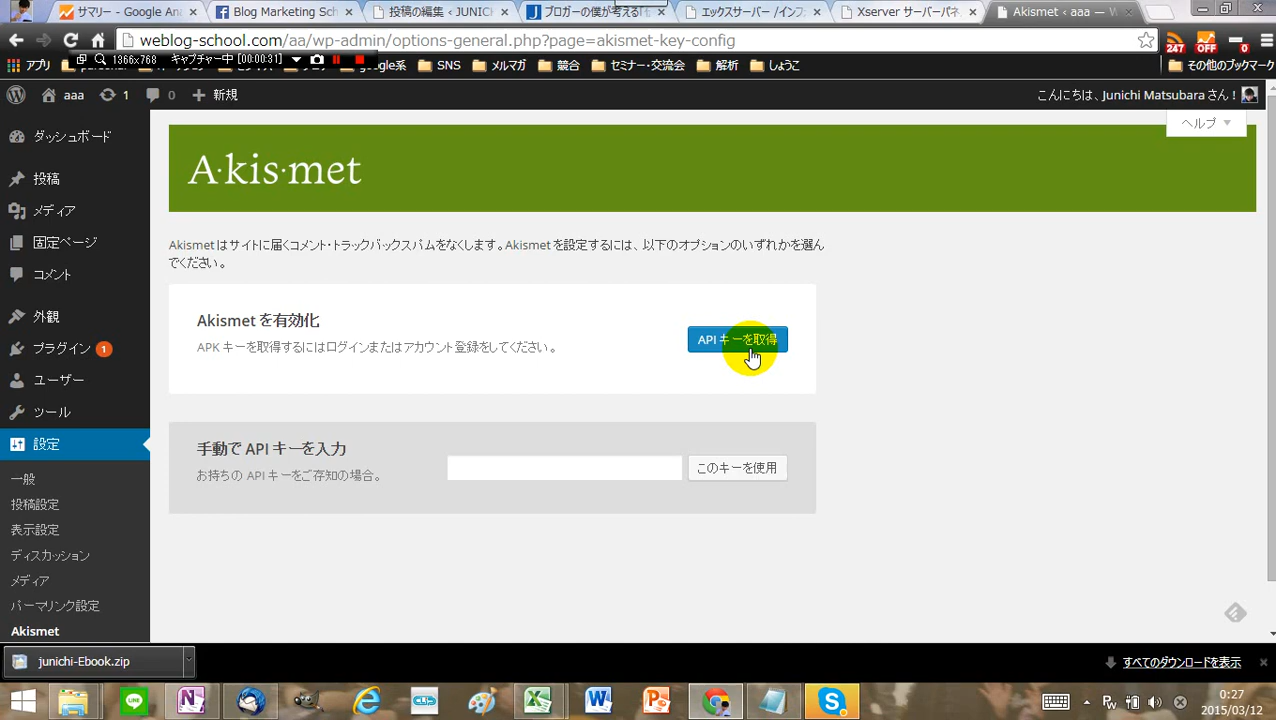 サマリー - Google Ana
Blog Marketing Sch
投稿の編集 ‹ JUNIC
ブロガーの僕が考える「
エックスサーバー /インフ
Xserver サーバーパネ
Akismet ‹ aaa — W
weblog-school.com/aa/wp-admin/options-general.php?page=akismet-key-config
247
OFF
0
1366x768 キャプチャー中 00:00:31
アプリ
google系
SNS
メルマガ
競合
セミナー・交流会
解析
しょうこ
その他のブックマーク
aaa
1
0
新規
こんにちは、Junichi Matsubara さん !
ヘルプ
ダッシュボード
投稿
メディア
固定ページ
コメント
外観
プラグイン 1
ユーザー
ツール
設定
一般
投稿設定
表示設定
ディスカッション
メディア
パーマリンク設定
Akismet
A·kis·met
Akismet はサイトに届くコメント・トラックバックスパムをなくします。Akismet を設定するには、以下のオプションのいずれかを選ん
でください。
Akismet を有効化
APK キーを取得するにはログインまたはアカウント登録をしてください。
API キーを取得
手動で API キーを入力
お持ちの API キーをご存知の場合。
このキーを使用
junichi-Ebook.zip
すべてのダウンロードを表示
0:27
2015/03/12